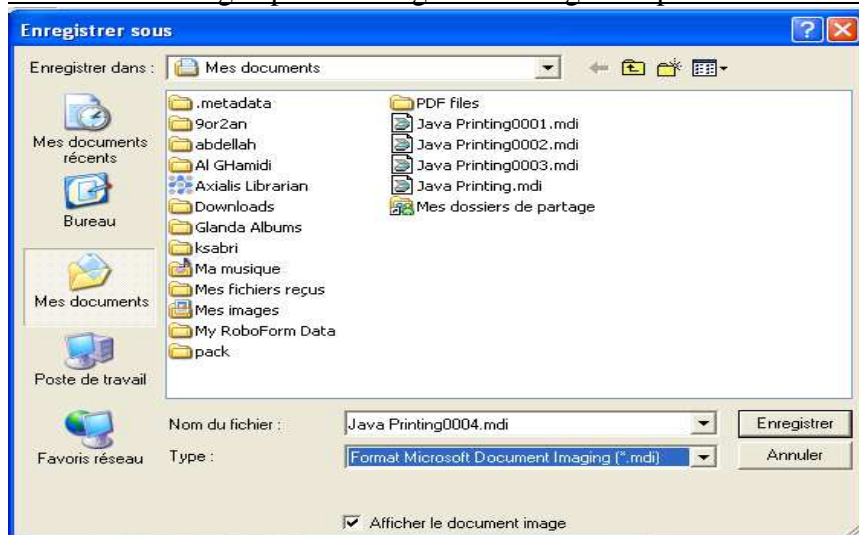 Enregistrer sous
Enregistrer dans :
Mes documents
Mes documents
récents
Bureau
Mes documents
Poste de travail
Favoris réseau
.metadata
9or2an
abdellah
Al GHamidi
Axialis Librarian
Downloads
Glanda Albums
ksabri
Ma musique
Mes fichiers reçus
Mes images
My RoboForm Data
pack
PDF files
Java Printing0001.mdi
Java Printing0002.mdi
Java Printing0003.mdi
Java Printing.mdi
Mes dossiers de partage
Nom du fichier :
Java Printing0004.mdi
Enregistrer
Type :
Format Microsoft Document Imaging (*.mdi)
Annuler
Afficher le document image